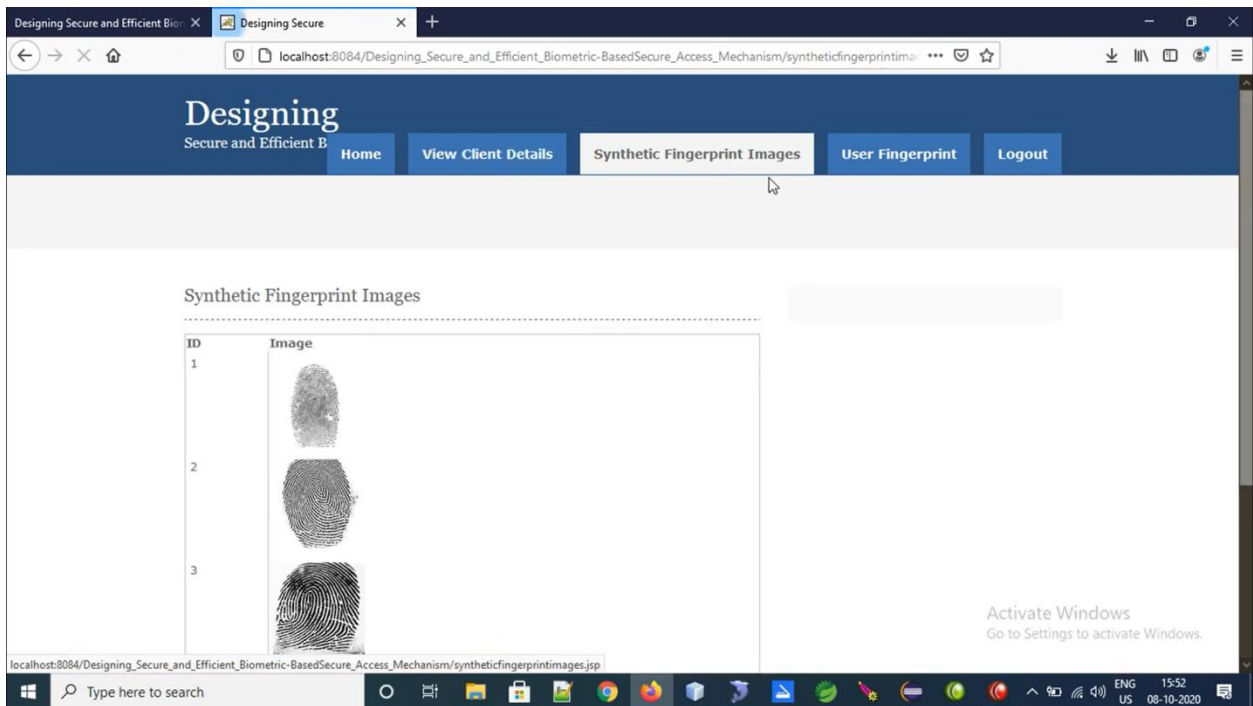 Designing Secure and Efficient Bion
Designing Secure
localhost:8084/Designing_Secure_and_Efficient_Biometric-BasedSecure_Access_Mechanism/syntheticfingerprintimag
Designing
Secure and Efficient B
Home
View Client Details
Synthetic Fingerprint Images
User Fingerprint
Logout
Synthetic Fingerprint Images
ID Image
1
2
3
Activate Windows
Go to Settings to activate Windows.
localhost:8084/Designing_Secure_and_Efficient_Biometric-BasedSecure_Access_Mechanism/syntheticfingerprintimages.jsp
Type here to search
ENG
US
15:52
08-10-2020